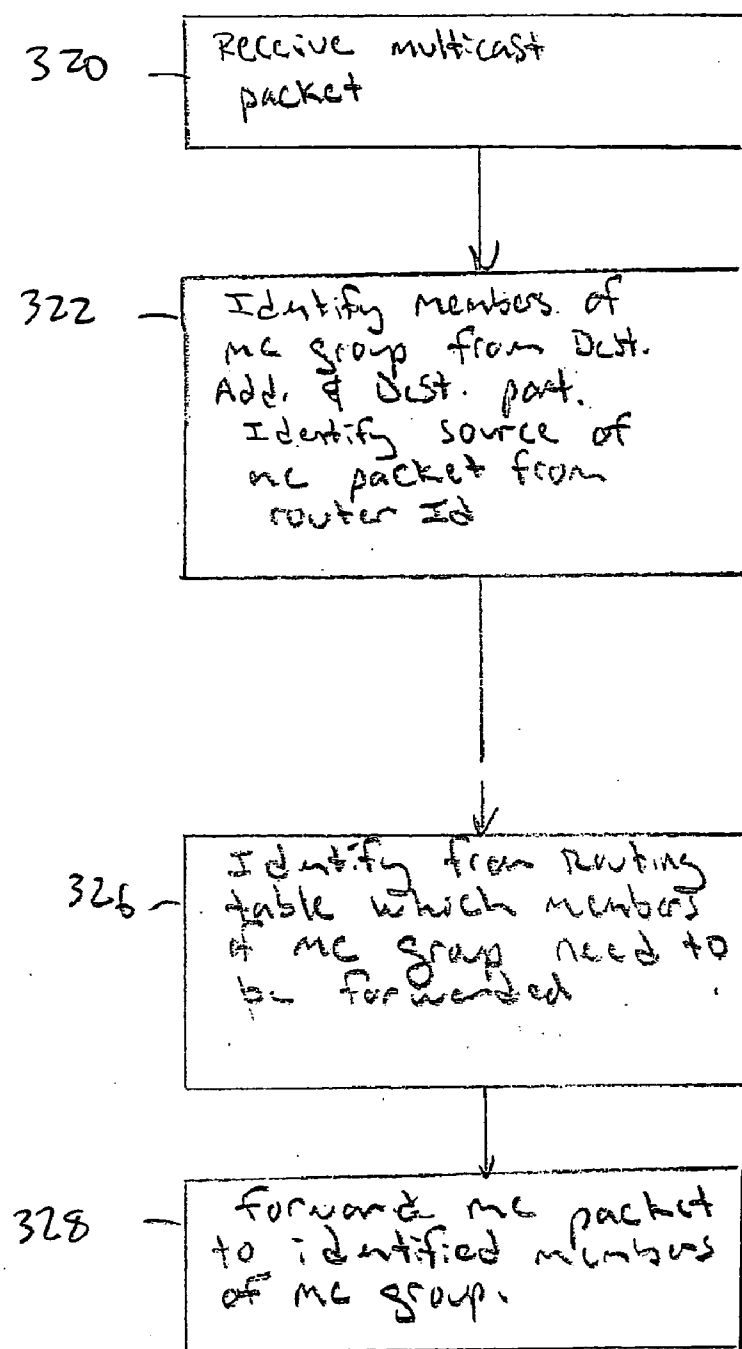 320
Receive multicast
packet
322
Identify members of
mc group from Dest.
Add. & Dest. port.
Identify source of
mc packet from
router Id
326
Identify from Routing
table which members
of mc group need to
be forwarded
328
forward mc packet
to identified members
of mc group.